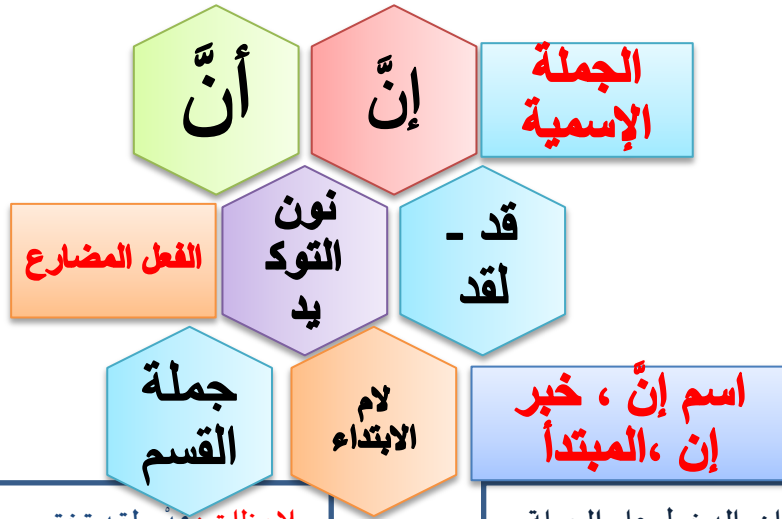 الجملة
الإسمية
إنَّ
أنَّ
قد -
لقد
نون
التوك
يد
الفعل المضارع
اسم إنَّ ، خبر
إن ،المبتدأ
لام
الابتداء
جملة
القسم